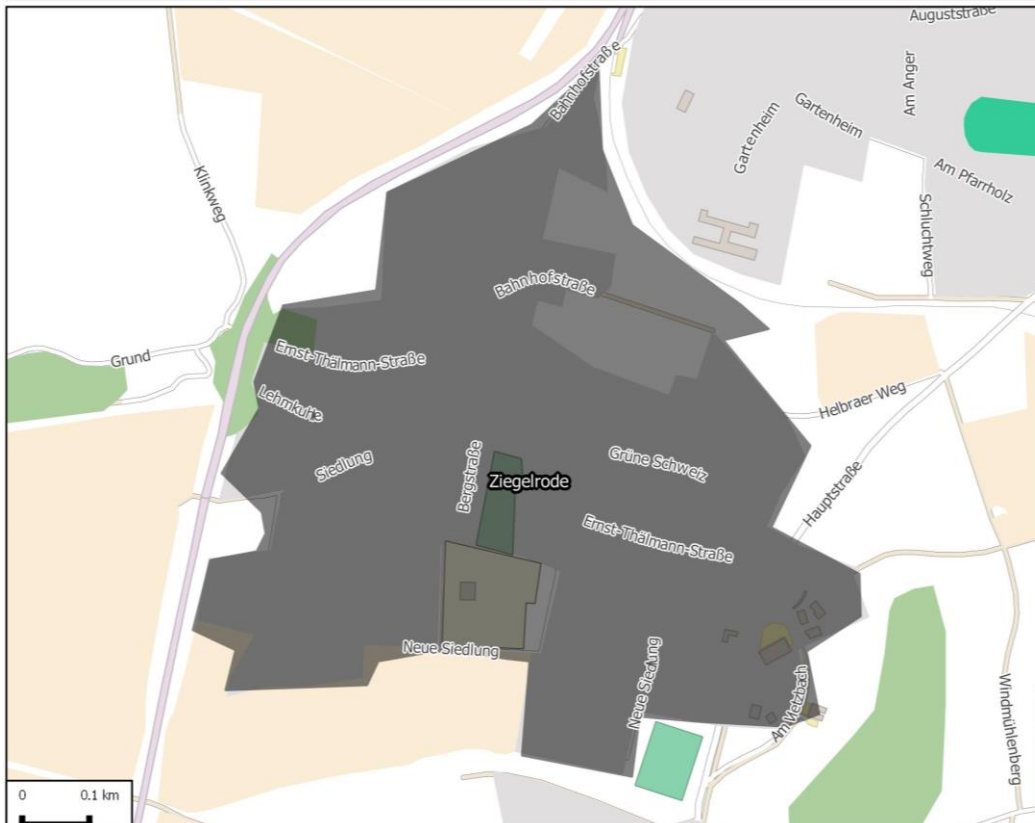 Auguststraße
Bahnhofstraße
Am Anger
Gartenheim
Gartenheim
Am Pfarrholz
Klinkweg
Schluchtweg
Bahnhofstraße
Grund
Ernst-Thälmann-Straße
Lehmkuhle
Helbraer Weg
Siedlung
Bergstraße
Grüne Schweiz
Ziegelrode
Hauptstraße
Ernst-Thälmann-Straße
Neue Siedlung
Neue Siedlung
Am Vietzbach
Windmühlenberg
0 0.1 km